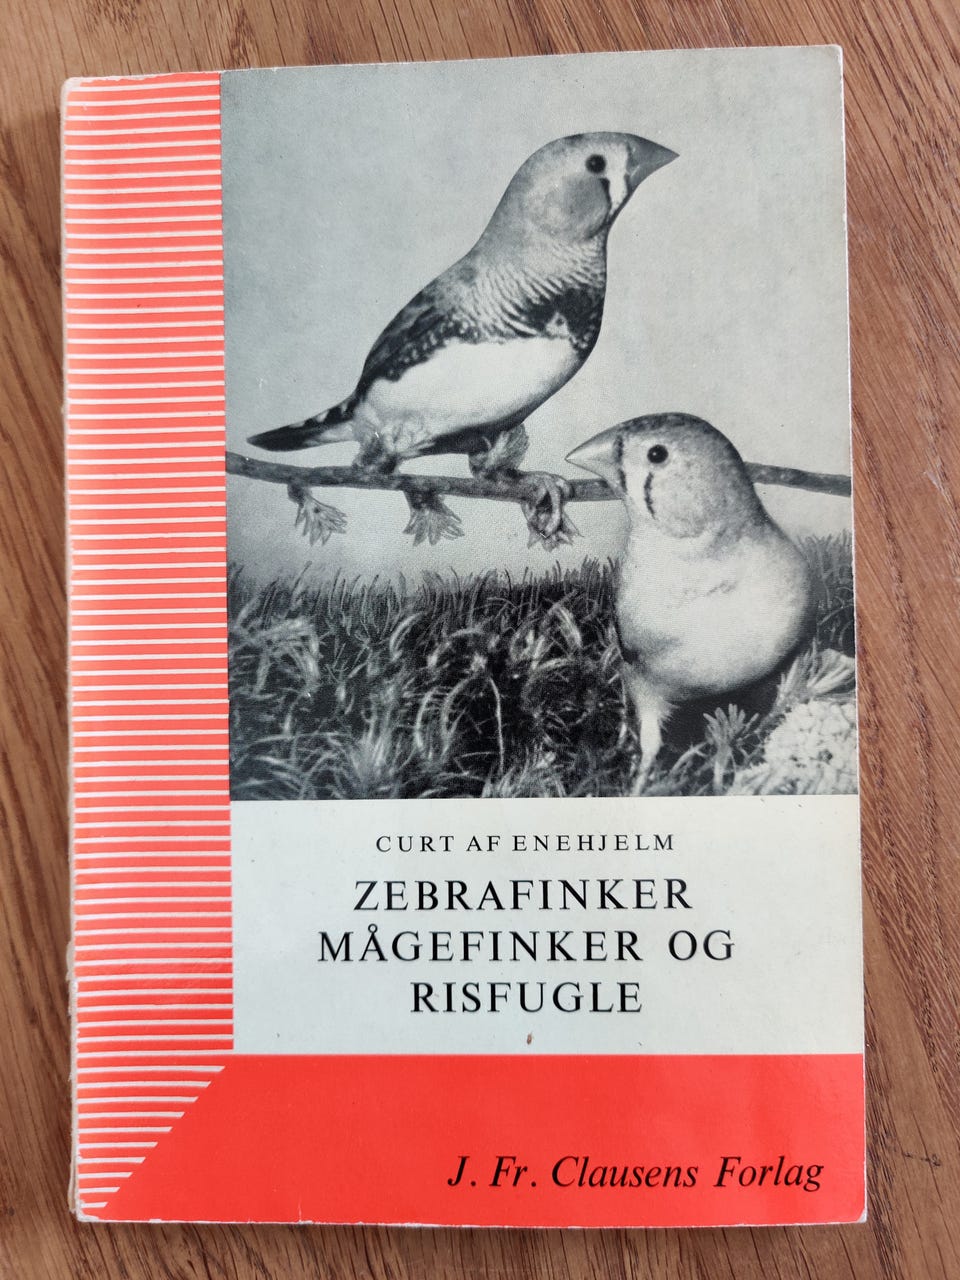 CURT AF ENEHJELM
ZEBRAFINKER
MÅGEFINKER OG
RISFUGLE
J. Fr. Clausens Forlag